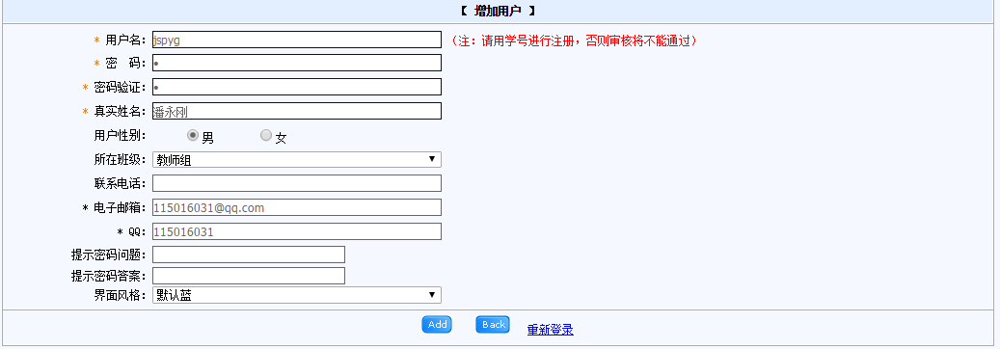 【 增加用户 】
* 用户名: jspyg (注: 请用学号进行注册, 否则审核将不能通过)
* 密 码: •
* 密码验证: •
* 真实姓名: 潘永刚
用户性别: 男 女
所在班级: 教师组
联系电话:
* 电子邮箱: 115016031@qq.com
* QQ: 115016031
提示密码问题:
提示密码答案:
界面风格: 默认蓝
Add Back 重新登录